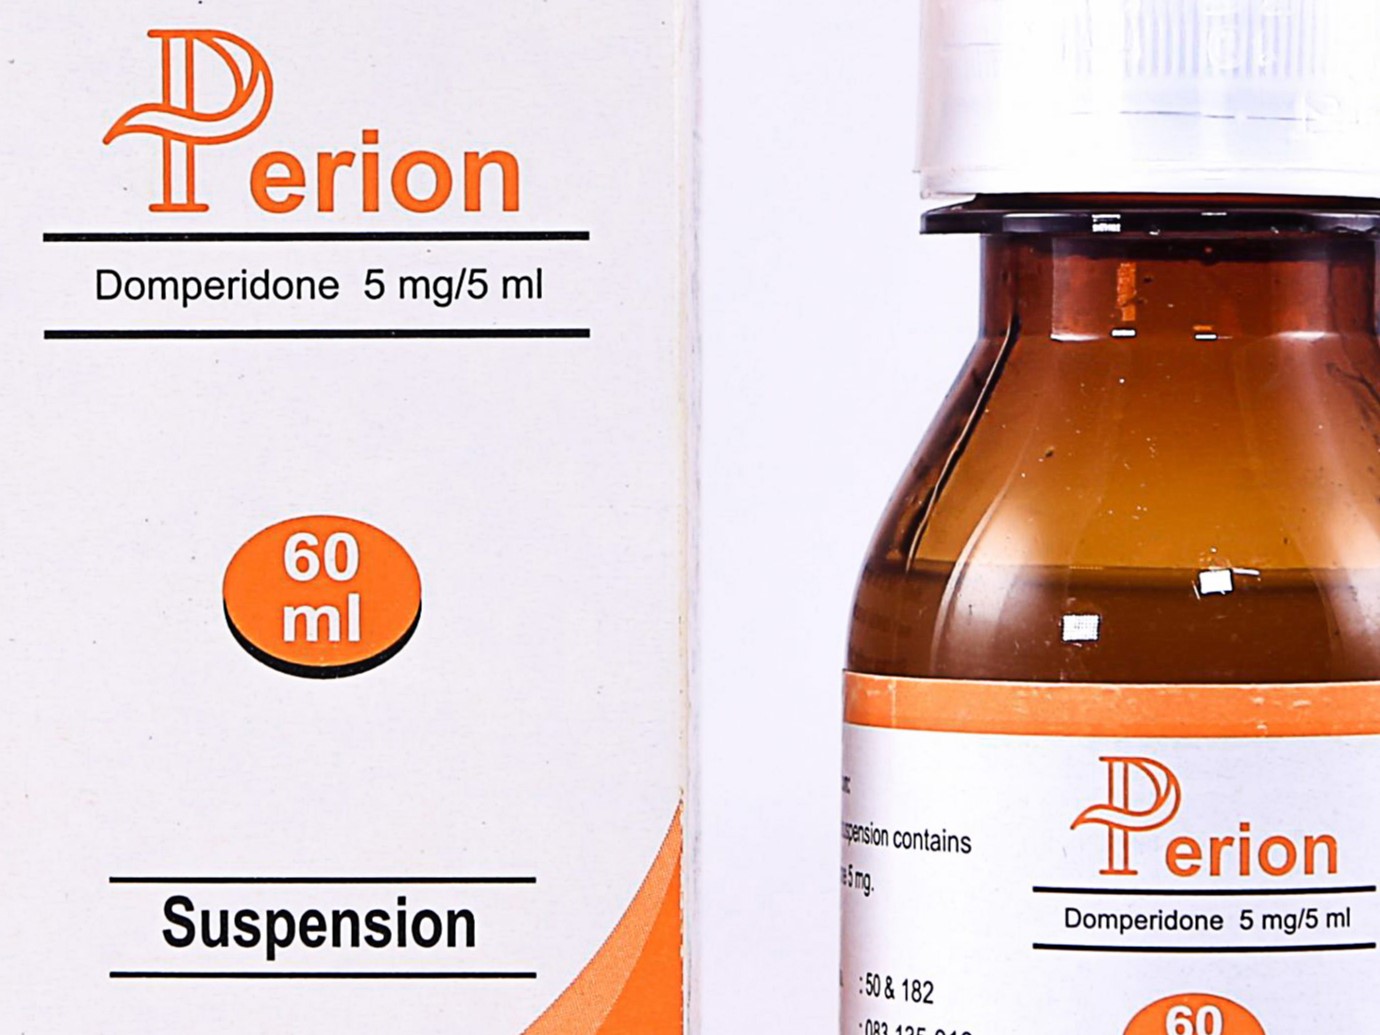 Perion
Domperidone 5 mg/5 ml
60
ml
Suspension
contains
5 mg.
: 50 & 182
Perion
Domperidone 5 mg/5 ml
60